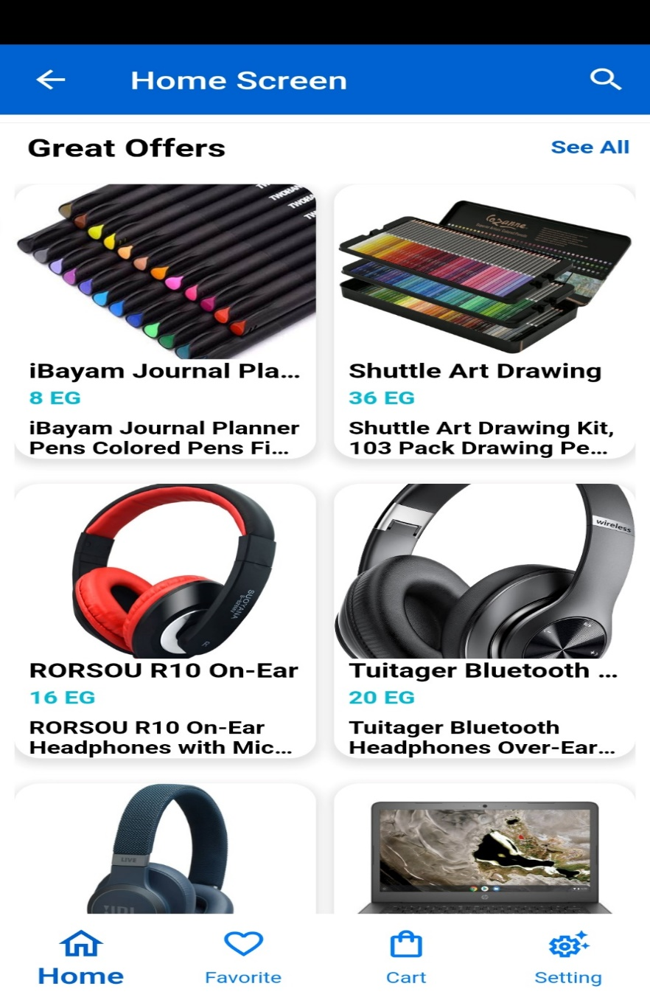 Home Screen
Great Offers
See All
Cezanne
iBayam Journal Pla...
8 EG
iBayam Journal Planner
Pens Colored Pens Fi...
Shuttle Art Drawing
36 EG
Shuttle Art Drawing Kit,
103 Pack Drawing Pe...
SUOYANA
wireless
RORSOU R10 On-Ear
16 EG
RORSOU R10 On-Ear
Headphones with Mic...
Tuitager Bluetooth ...
20 EG
Tuitager Bluetooth
Headphones Over-Ear...
LIVE
Home
Favorite
Cart
Setting